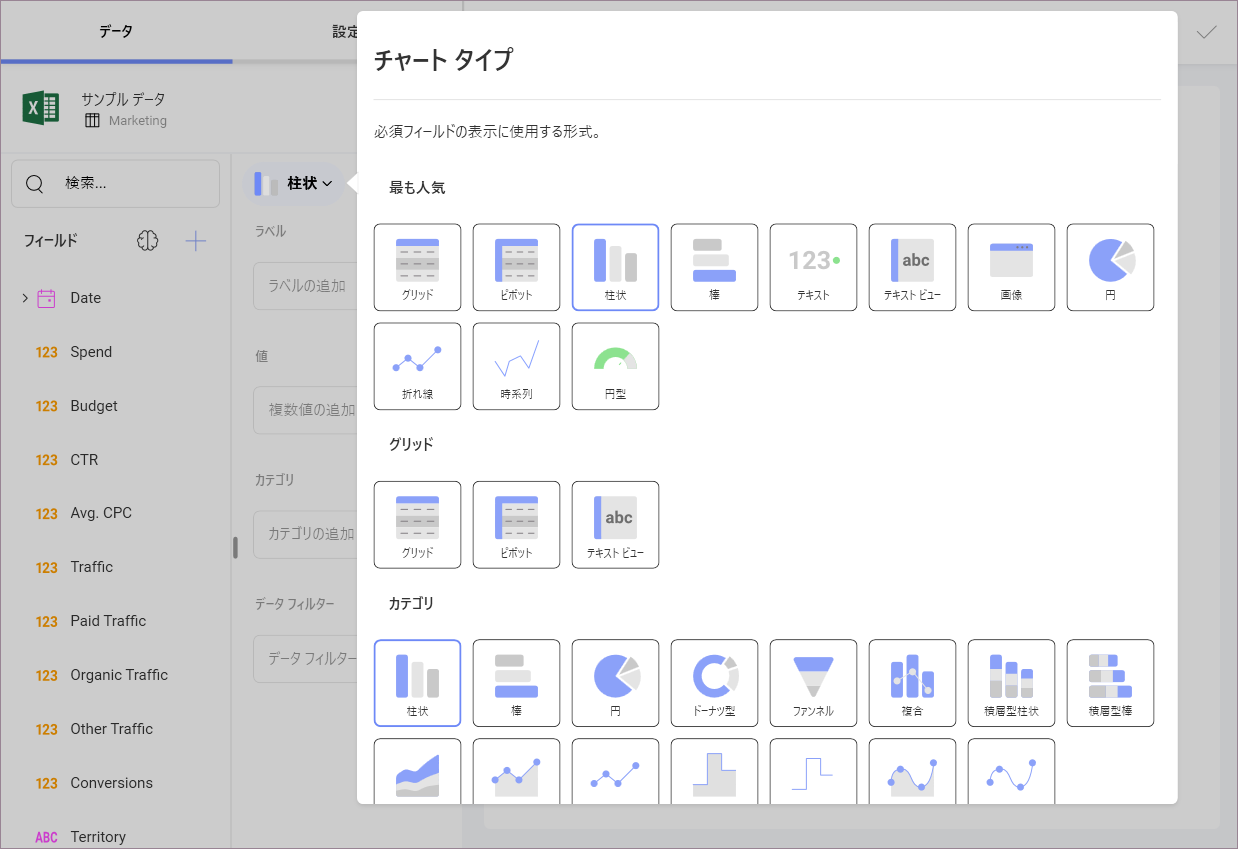 データ
設定
サンプル データ
Marketing
検索...
フィールド
Date
123 Spend
123 Budget
123 CTR
123 Avg. CPC
123 Traffic
123 Paid Traffic
123 Organic Traffic
123 Other Traffic
123 Conversions
ABC Territory
柱状
ラベル
ラベルの追加
値
複数値の追加
カテゴリ
カテゴリの追加
データ フィルター
データ フィルター
チャート タイプ
必須フィールドの表示に使用する形式。
最も人気
グリッド
ピボット
柱状
棒
123
テキスト
abc
テキスト ビュー
画像
円
折れ線
時系列
円型
グリッド
グリッド
ピボット
abc
テキスト ビュー
カテゴリ
柱状
棒
円
ドーナツ型
ファンネル
複合
積層型柱状
積層型棒